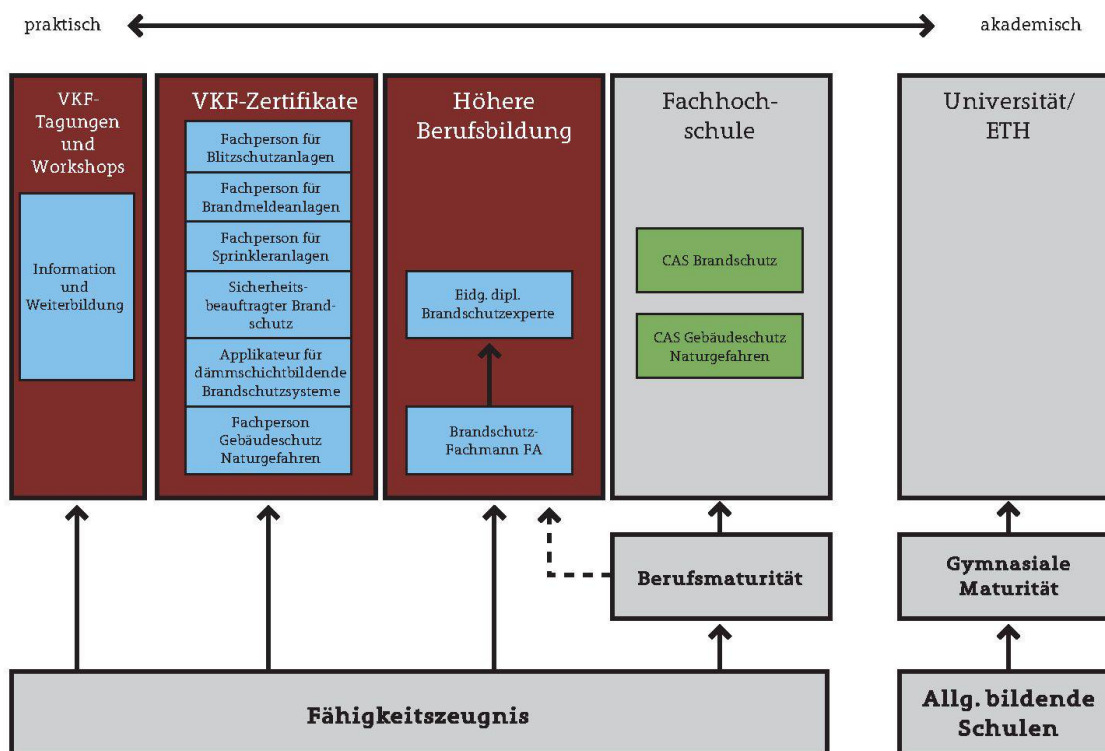 praktisch
akademisch
VKF-
Tagungen
und
Workshops
Information
und
Weiterbildung
VKF-Zertifikate
Fachperson für
Blitzschutzanlagen
Fachperson für
Brandmeldeanlagen
Fachperson für
Sprinkleranlagen
Sicherheits-
beauftragter Brand-
schutz
Applikateur für
dämmschichtbildende
Brandschutzsysteme
Fachperson
Gebäudeschutz
Naturgefahren
Höhere
Berufsbildung
Eidg. dipl.
Brandschutzexperte
Brandschutz-
Fachmann FA
Fachhoch-
schule
CAS Brandschutz
CAS Gebäudeschutz
Naturgefahren
Universität/
ETH
Berufsmaturität
Gymnasiale
Maturität
Fähigkeitszeugnis
Allg. bildende
Schulen